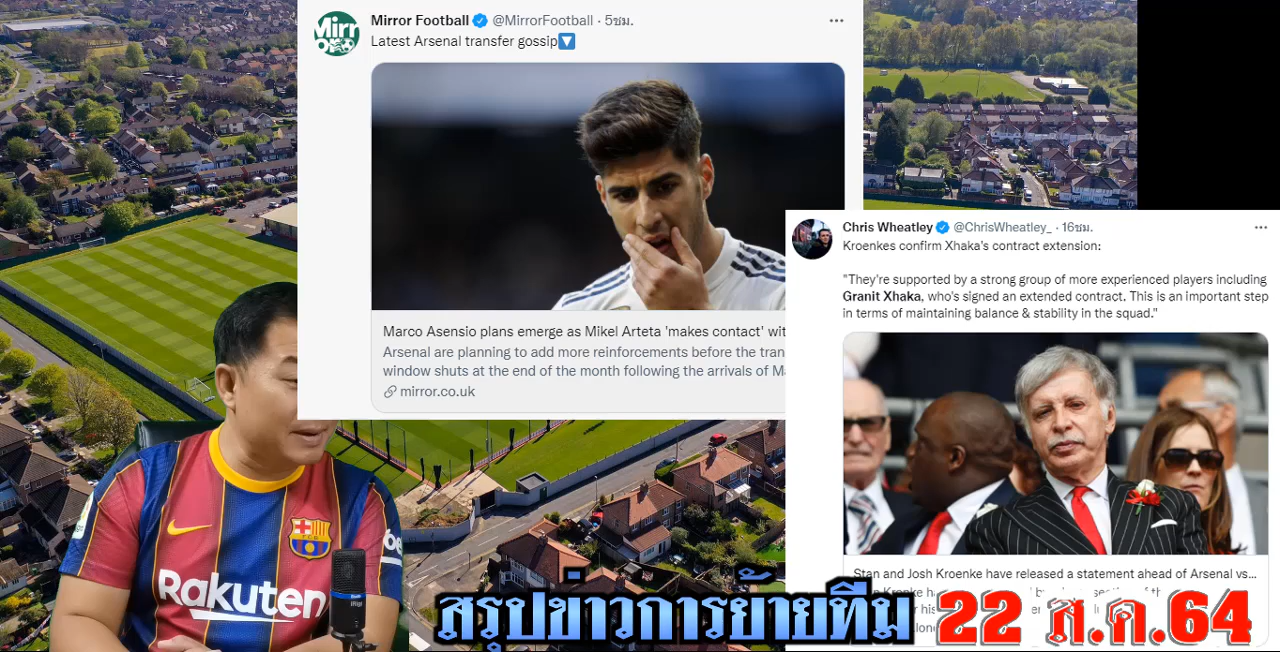 Mirror Football @MirrorFootball · 5ชม.
Latest Arsenal transfer gossip
Marco Asensio plans emerge as Mikel Arteta 'makes contact' wit
Arsenal are planning to add more reinforcements before the tran
window shuts at the end of the month following the arrivals of Ma
mirror.co.uk
Chris Wheatley @ChrisWheatley_ · 16ชม.
Kroenkes confirm Xhaka's contract extension:
"They're supported by a strong group of more experienced players including
Granit Xhaka, who's signed an extended contract. This is an important step
in terms of maintaining balance & stability in the squad."
Stan and Josh Kroenke have released a statement ahead of Arsenal vs...
Rakuten
FCB
iRig
สรุปข่าวการย้ายทีม 22 ส.ค.64